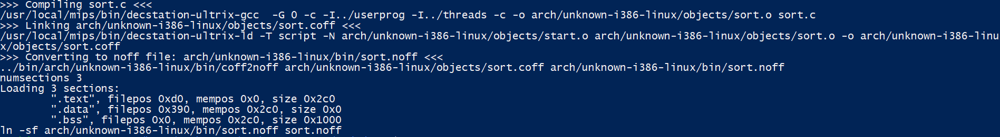 >>> Compiling sort.c <<<
/usr/local/mips/bin/decstation-ultrix-gcc  -G 0 -c -I../userprog -I../threads -c -o arch/unknown-i386-linux/objects/sort.o sort.c
>>> Linking arch/unknown-i386-linux/objects/sort.coff <<<
/usr/local/mips/bin/decstation-ultrix-ld -T script -N arch/unknown-i386-linux/objects/start.o arch/unknown-i386-linux/objects/sort.o -o arch/unknown-i386-linu
x/objects/sort.coff
>>> Converting to noff file: arch/unknown-i386-linux/bin/sort.noff <<<
../bin/arch/unknown-i386-linux/bin/coff2noff arch/unknown-i386-linux/objects/sort.coff arch/unknown-i386-linux/bin/sort.noff
numsections 3
Loading 3 sections:
        ".text", filepos 0xd0, mempos 0x0, size 0x2c0
        ".data", filepos 0x390, mempos 0x2c0, size 0x0
        ".bss", filepos 0x0, mempos 0x2c0, size 0x1000
ln -sf arch/unknown-i386-linux/bin/sort.noff sort.noff